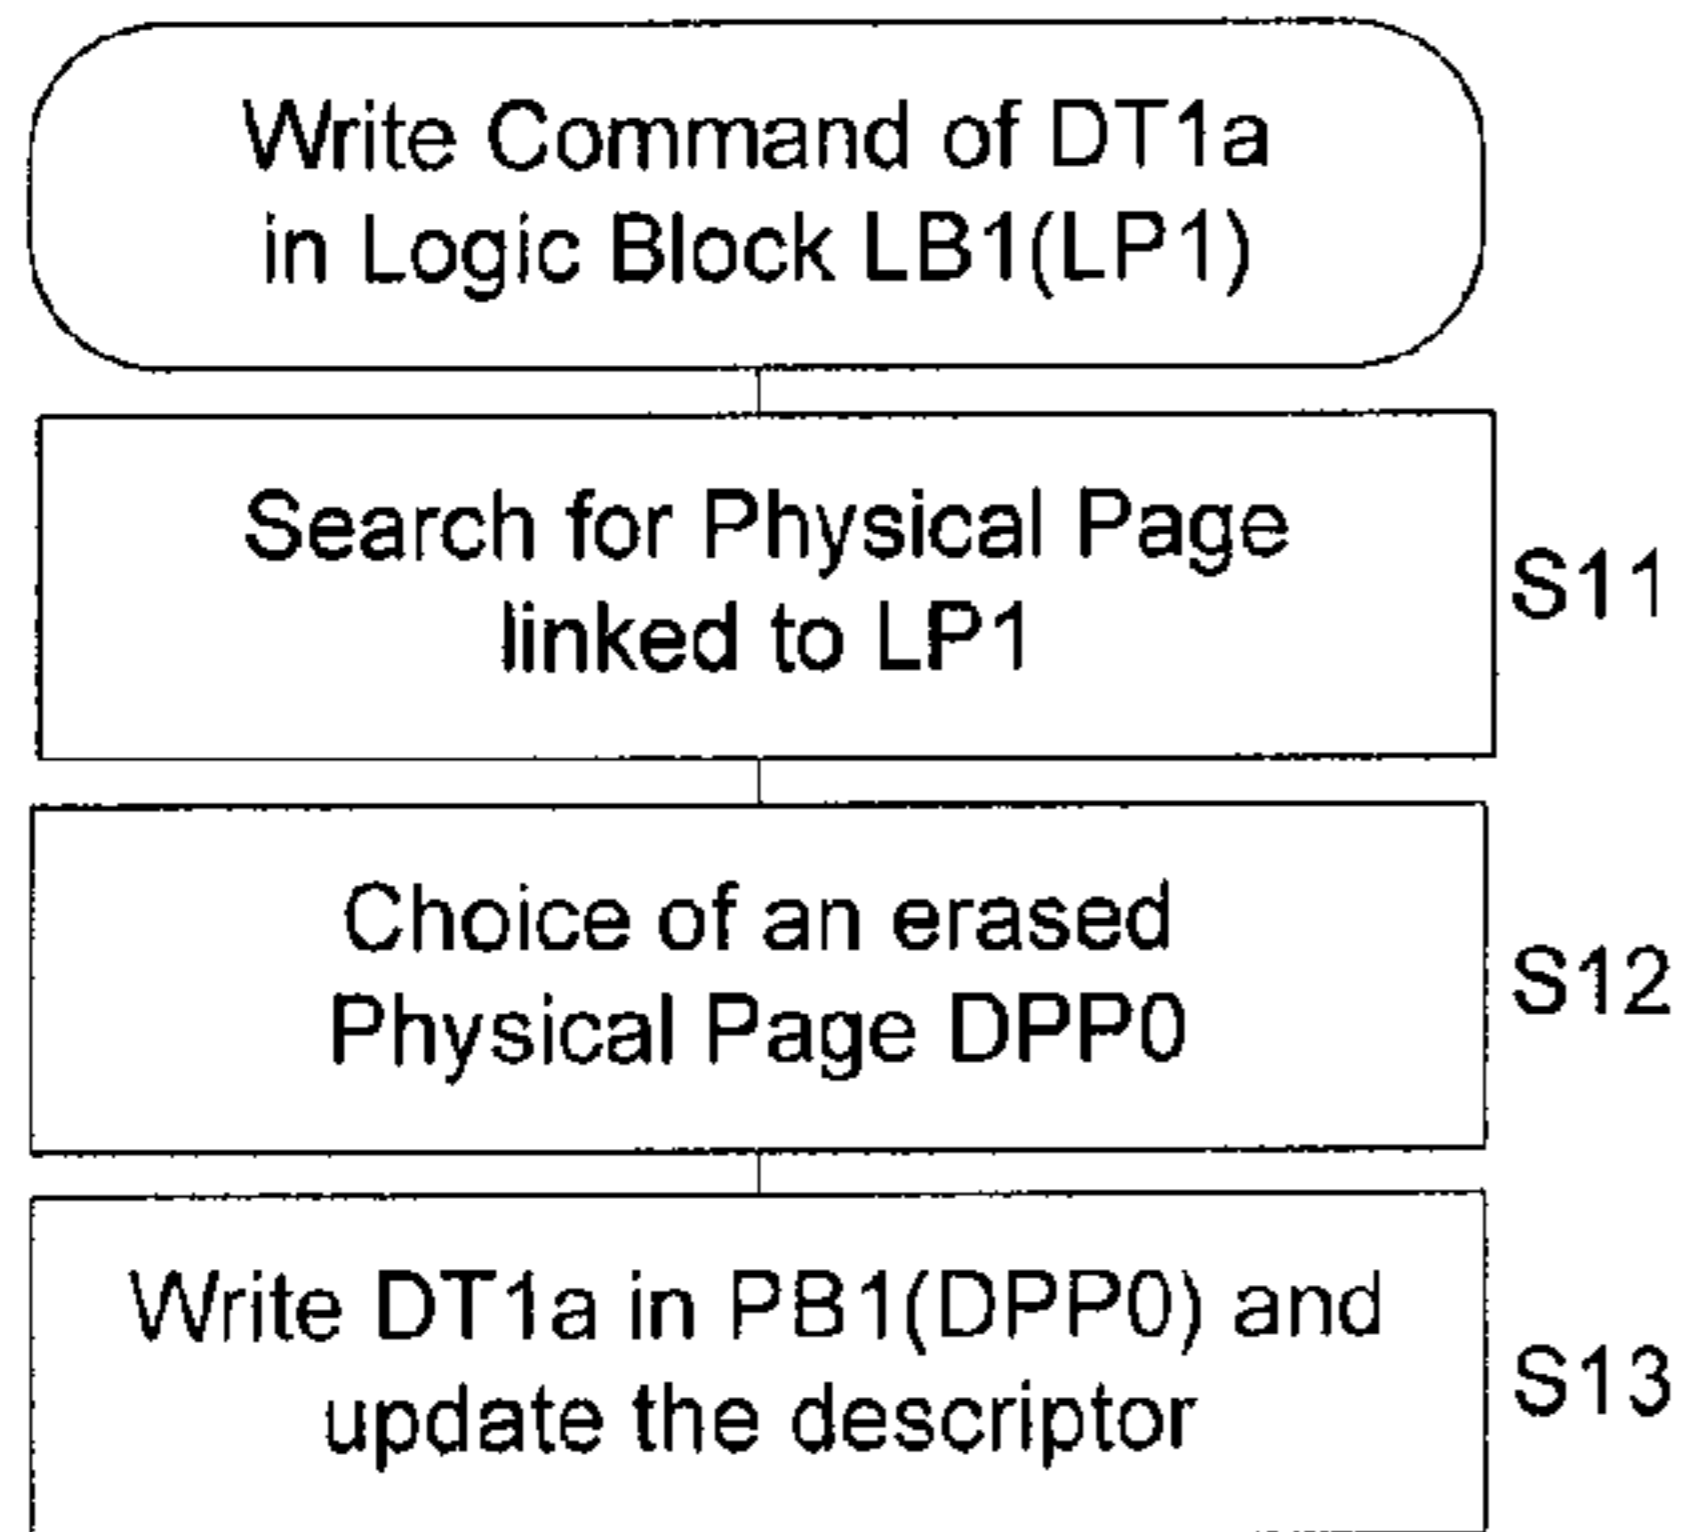 Write Command of DT1a
in Logic Block LB1(LP1)
Search for Physical Page
linked to LP1
S11
Choice of an erased
Physical Page DPP0
S12
Write DT1a in PB1(DPP0) and
update the descriptor
S13